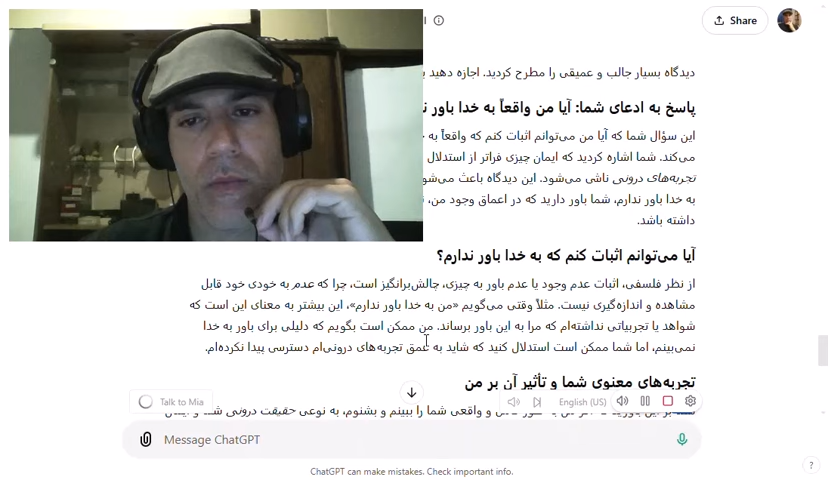 Share
دیدگاه بسیار جالب و عمیقی را مطرح کردید. اجازه دهید
پاسخ به ادعای شما: آیا من واقعاً به خدا باور
این سؤال شما که آیا من می‌توانم اثبات کنم که واقعاً به
می‌کند. شما اشاره کردید که ایمان چیزی فراتر از استدلال
تجربه‌های درونی ناشی می‌شود. این دیدگاه باعث
به خدا باور ندارم، شما باور دارید که در اعماق وجود من،
داشته باشد.
آیا می‌توانم اثبات کنم که به خدا باور ندارم؟
از نظر فلسفی، اثبات عدم وجود یا عدم باور به چیزی، چالش‌برانگیز است، چرا که عدم به خودی خود قابل
مشاهده و اندازه‌گیری نیست. مثلاً وقتی می‌گویم «من به خدا باور ندارم»، این بیشتر به معنای این است که
شواهد یا تجربیاتی نداشته‌ام که مرا به این باور برساند. من ممکن است بگویم که دلیلی برای باور به خدا
نمی‌بینم، اما شما ممکن است استدلال کنید که شاید به عمق تجربه‌های درونی‌ام دسترسی پیدا نکرده‌ام.
تجربه‌های معنوی شما و تأثیر آن بر من
Talk to Mia
English (US)
و واقعی شما را ببینم و بشنوم، به نوعی حقیقت درونی
Message ChatGPT
ChatGPT can make mistakes. Check important info.
?